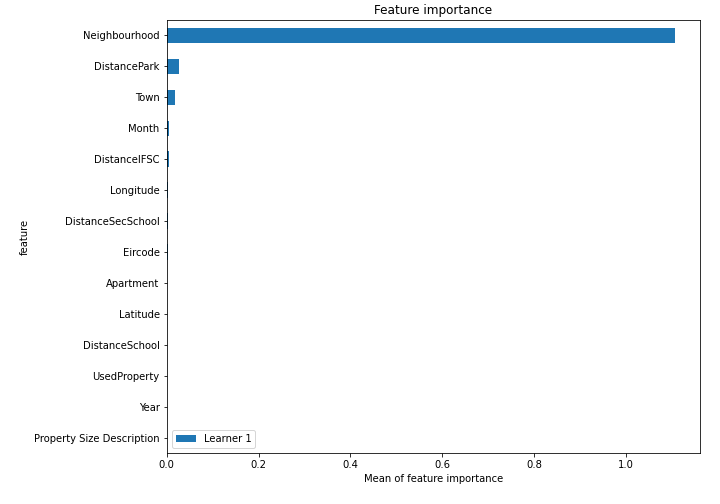 Feature importance
Neighbourhood
DistancePark
Town
Month
DistanceIFSC
Longitude
DistanceSecSchool
Eircode
Apartment
Latitude
DistanceSchool
UsedProperty
Year
Property Size Description
feature
Learner 1
0.0 0.2 0.4 0.6 0.8 1.0
Mean of feature importance